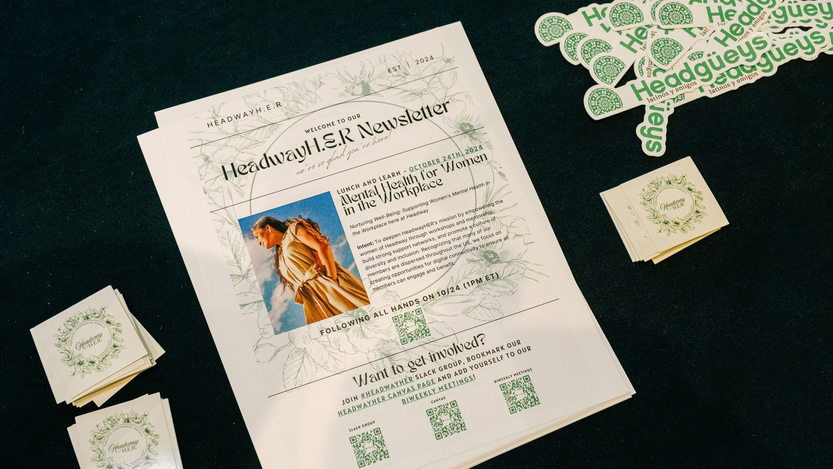 HEADWAYH.E.R
EST. | 2024
WELCOME TO OUR
HeadwayH.E.R Newsletter
we're so glad you're here!
LUNCH AND LEARN - OCTOBER 24TH, 2024
Mental Health for Women
in the Workplace
Nurturing Well-Being: Supporting Women's Mental Health in
the Workplace here at Headway
Intent: To deepen HeadwayHER's mission by empowering the
women of Headway through workshops and mentorship,
build strong support networks, and promote a culture of
diversity and inclusion. Recognizing that many of our
members are dispersed throughout the US, we focus on
creating opportunities for digital connectivity to ensure all
members can engage and benefit.
FOLLOWING ALL HANDS ON 10/24 (1PM ET)
Want to get involved?
JOIN #HEADWAYHER SLACK GROUP, BOOKMARK OUR
HEADWAYHER CANVAS PAGE AND ADD YOURSELF TO OUR
BIWEEKLY MEETINGS!
SLACK GROUP
CANVAS
BIWEEKLY MEETINGS
Headgüeys
latinos y amigos
Headgüeys
güeys
Headway
H.E.R.
Headway
H.E.R.
Headway
H.E.R.